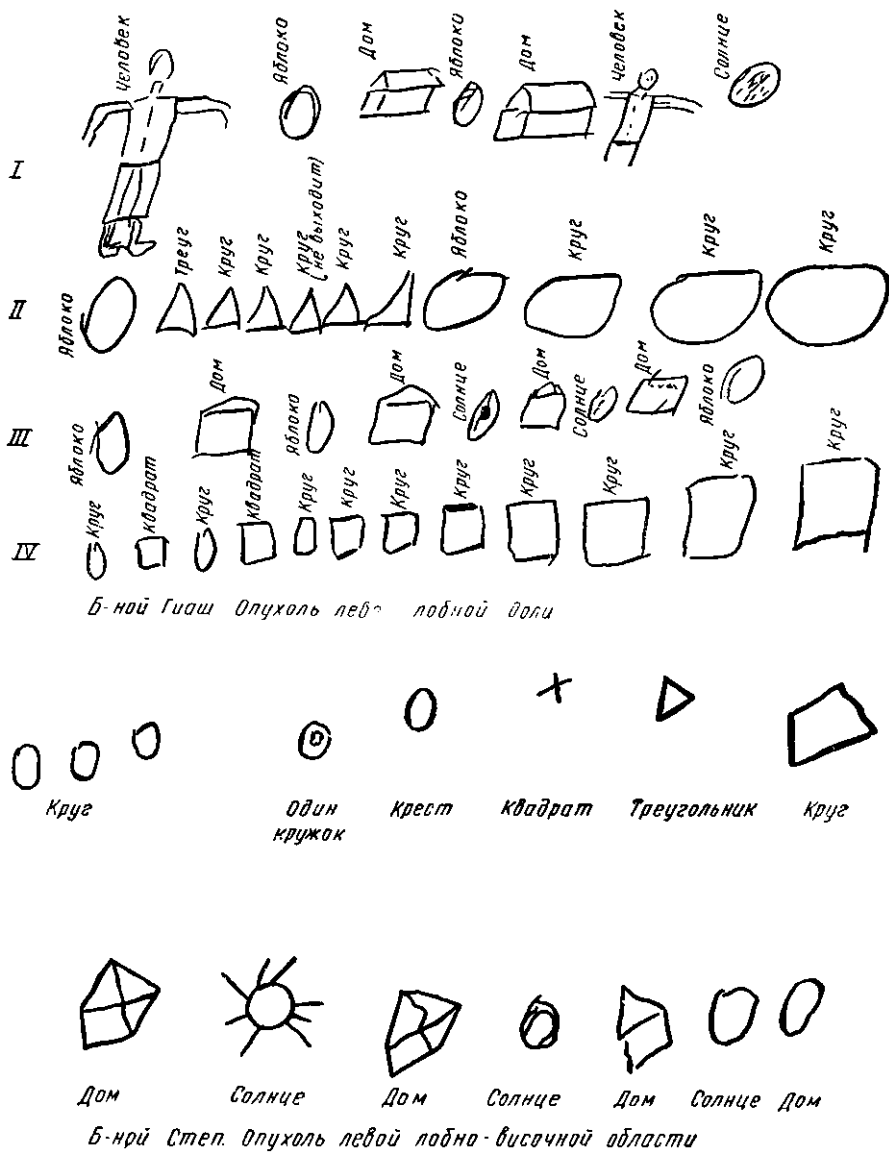 Человек Яблоко Дом Яблоко Дом Человек Солнце
I
Яблоко Треуг Круг Круг Круг (не выходит) Круг Круг Яблоко Круг Круг Круг
II
Яблоко Дом Яблоко Дом Солнце Дом Солнце Дом Яблоко
III
Круг Квадрат Круг Квадрат Круг Круг Круг Круг Круг Круг Круг Круг
IV
Б-ной Гиаш Опухоль лево лобной доли
Круг Один Крест Квадрат Треугольник Круг
кружок
Дом Солнце Дом Солнце Дом Солнце Дом
Б-ной Степ. Опухоль левой лобно-височной области